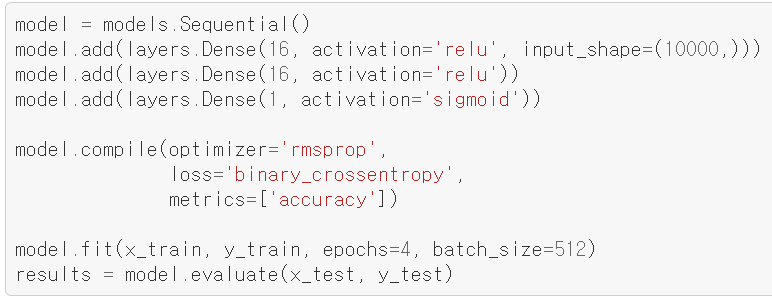 model = models.Sequential()
model.add(layers.Dense(16, activation='relu', input_shape=(10000,)))
model.add(layers.Dense(16, activation='relu'))
model.add(layers.Dense(1, activation='sigmoid'))

model.compile(optimizer='rmsprop',
              loss='binary_crossentropy',
              metrics=['accuracy'])

model.fit(x_train, y_train, epochs=4, batch_size=512)
results = model.evaluate(x_test, y_test)